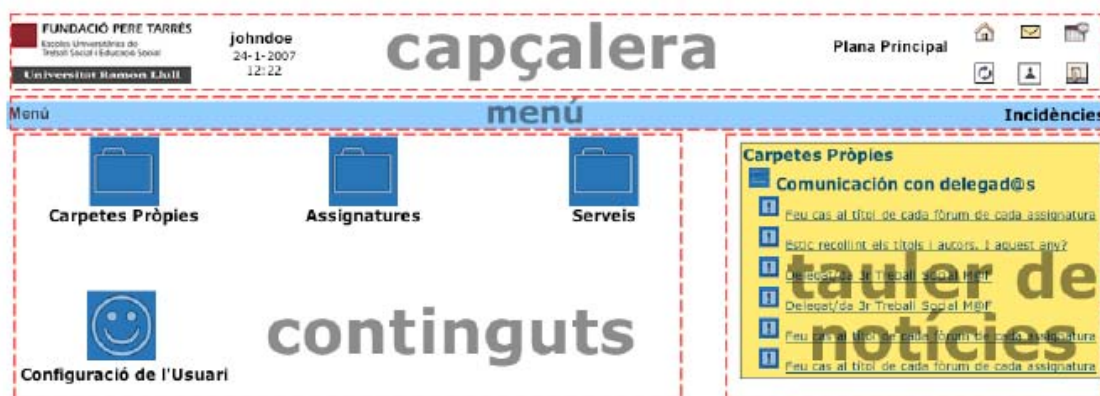 FUNDACIÓ PERE TARRÉS
Escoles Universitàries de
Treball Social i Educació Social
Universitat Ramon Llull
johndoe
24-1-2007
12:22
capçalera
Plana Principal
Menú
menú
Incidències
Carpetes Pròpies
Assignatures
Serveis
Configuració de l'Usuari
continguts
Carpetes Pròpies
Comunicación con delegad@s
Feu cas al títol de cada fòrum de cada assignatura
Estic recollint els títols i autors. I aquest any?
Delegat/da 3r Treball Social M@F
Delegat/da 3r Treball Social M@F
Feu cas al títol de cada fòrum de cada assignatura
Feu cas al títol de cada fòrum de cada assignatura
tauler de
notícies